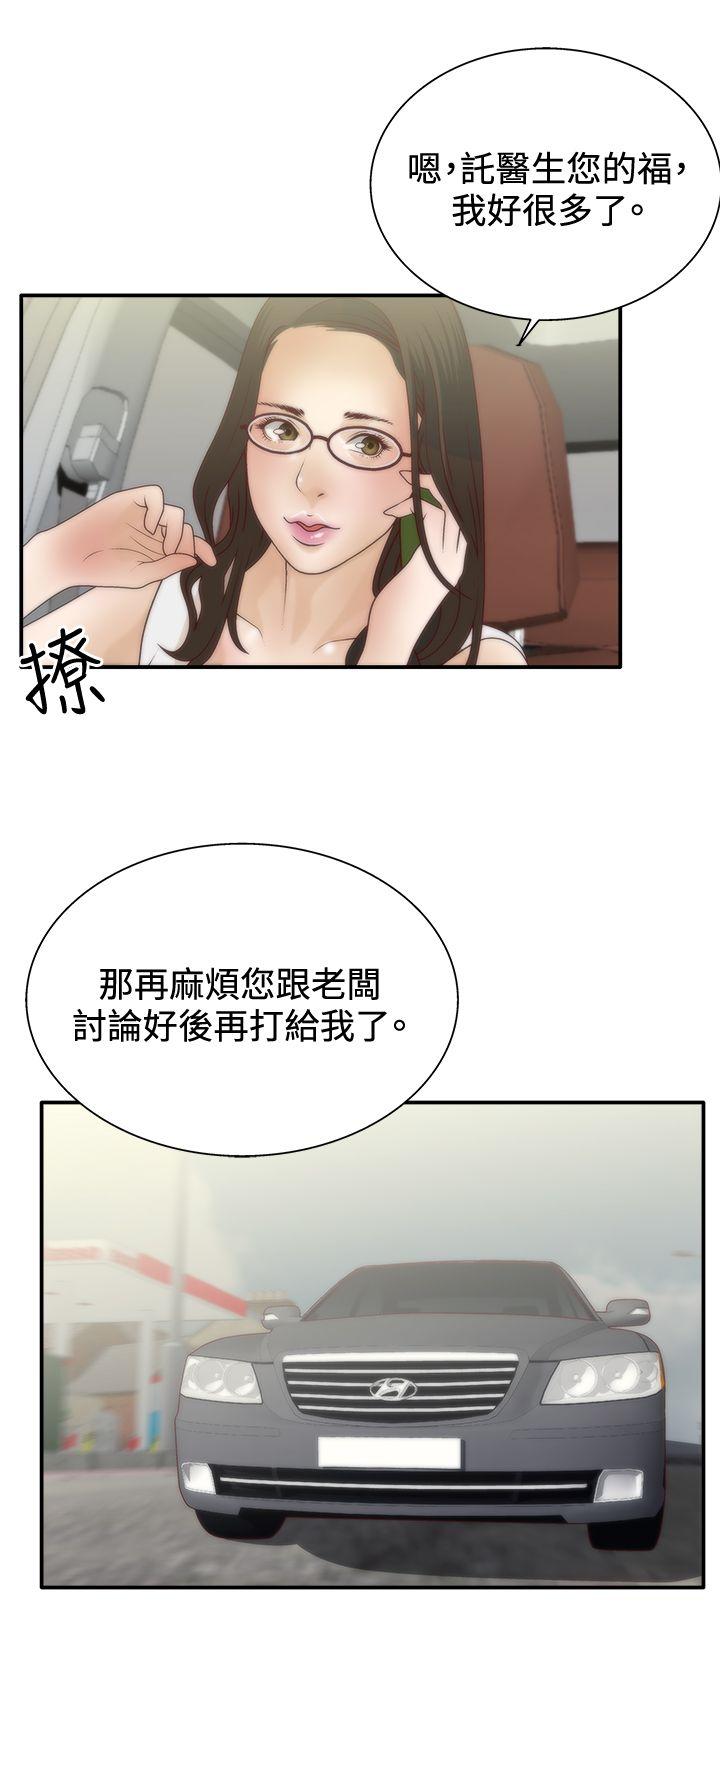 嗯，託醫生您的福，
我好很多了。
撩
那再麻煩您跟老闆
討論好後再打給我了。